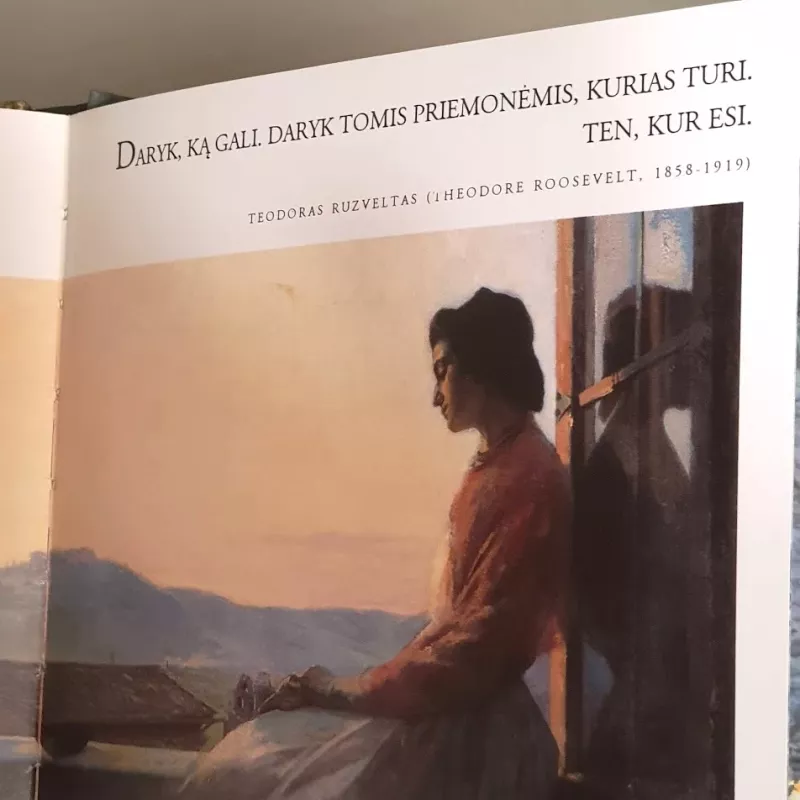 DARYK, KĄ GALI. DARYK TOMIS PRIEMONĖMIS, KURIAS TURI.
TEN, KUR ESI.
TEODORAS RUZVELTAS (THEODORE ROOSEVELT, 1858-1919)